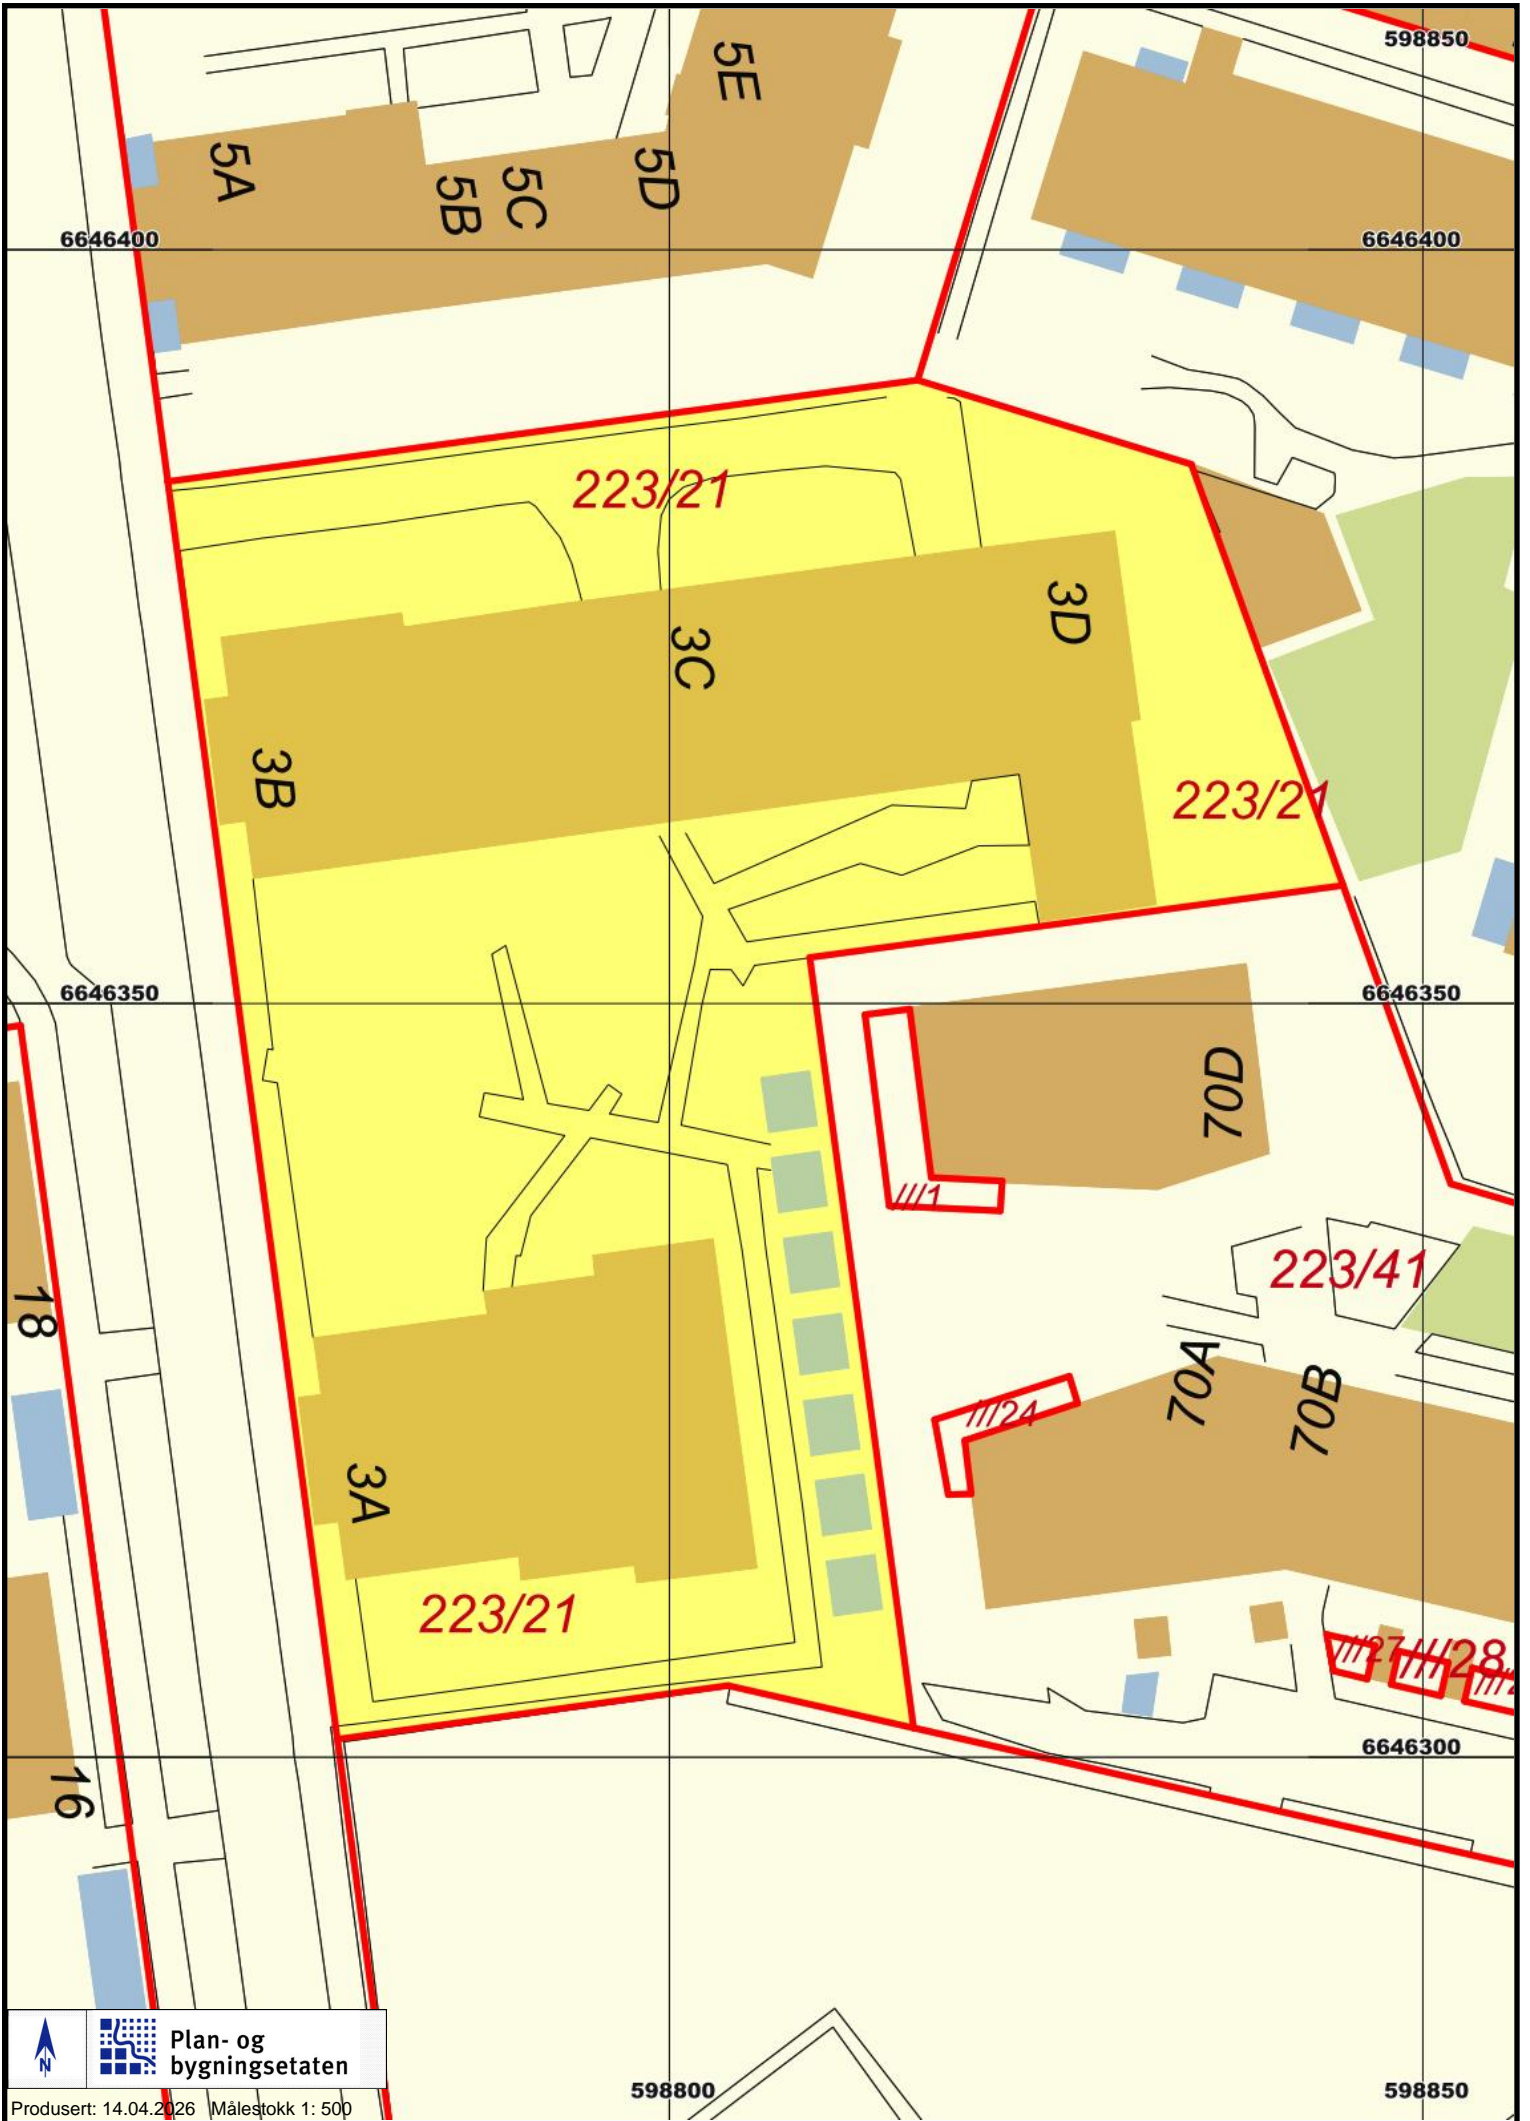 598850
5E
5A
5B
5C
5D
6646400
6646400
223/21
3D
3C
3B
223/21
6646350
6646350
70D
///1
223/41
18
70A
70B
///24
3A
223/21
///27
///28
16
6646300
Plan- og
bygningsetaten
N
598800
598850
Produsert: 14.04.2026 Målestokk 1: 500